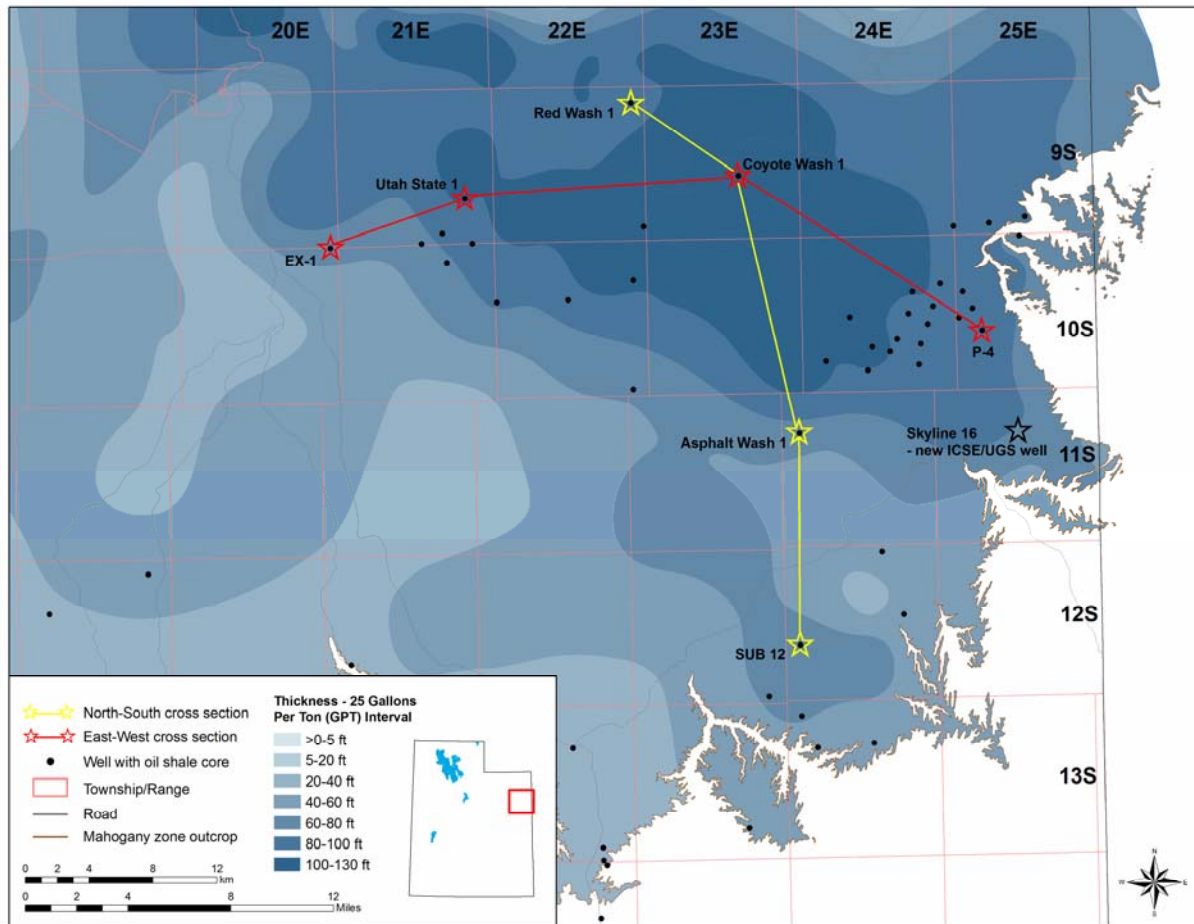 20E
21E
22E
23E
24E
25E
Red Wash 1
9S
Coyote Wash 1
Utah State 1
EX-1
10S
P-4
Asphalt Wash 1
Skyline 16
- new ICSE/UGS well
11S
12S
SUB 12
13S
North-South cross section
East-West cross section
Well with oil shale core
Township/Range
Road
Mahogany zone outcrop
0 2 4 8 12
km
0 2 4 8 12
Miles
Thickness - 25 Gallons
Per Ton (GPT) Interval
>0-5 ft
5-20 ft
20-40 ft
40-60 ft
60-80 ft
80-100 ft
100-130 ft
N
W E
S